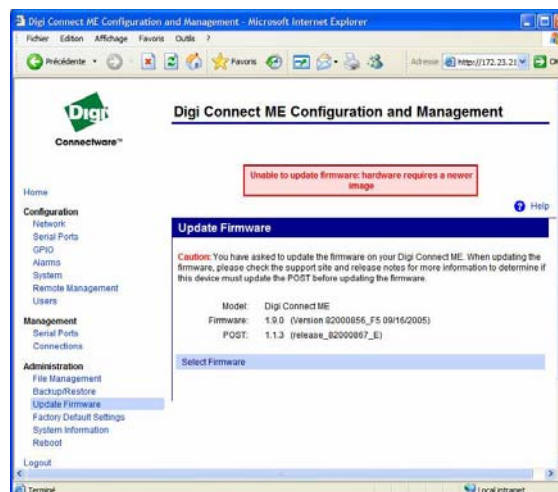 Digi Connect ME Configuration and Management - Microsoft Internet Explorer
Fichier Edition Affichage Favoris Outils ?
Précédente Favoris Adresse http://172.23.21 OK
Digi
Connectware™
Digi Connect ME Configuration and Management
Unable to update firmware: hardware requires a newer
image
Help
Home
Configuration
Network
Serial Ports
GPIO
Alarms
System
Remote Management
Users
Management
Serial Ports
Connections
Administration
File Management
Backup/Restore
Update Firmware
Factory Default Settings
System Information
Reboot
Logout
Update Firmware
Caution: You have asked to update the firmware on your Digi Connect ME. When updating the
firmware, please check the support site and release notes for more information to determine if
this device must update the POST before updating the firmware.
Model: Digi Connect ME
Firmware: 1.9.0 (Version 82000856_F5 09/16/2005)
POST: 1.1.3 (release_82000867_E)
Select Firmware
Terminé Local intranet